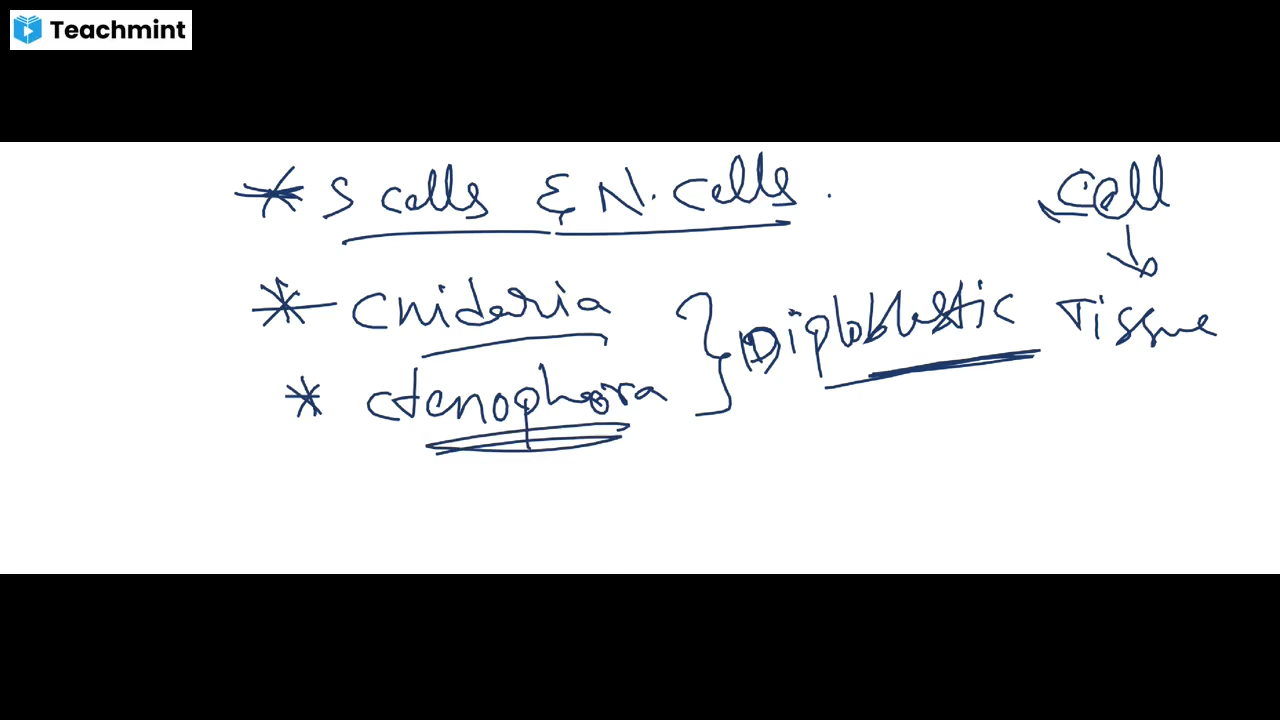 Teachmint
* S cells & N. cells.
Cell
↓
* Cnidaria
* Ctenophora
} Diploblastic
Tissue